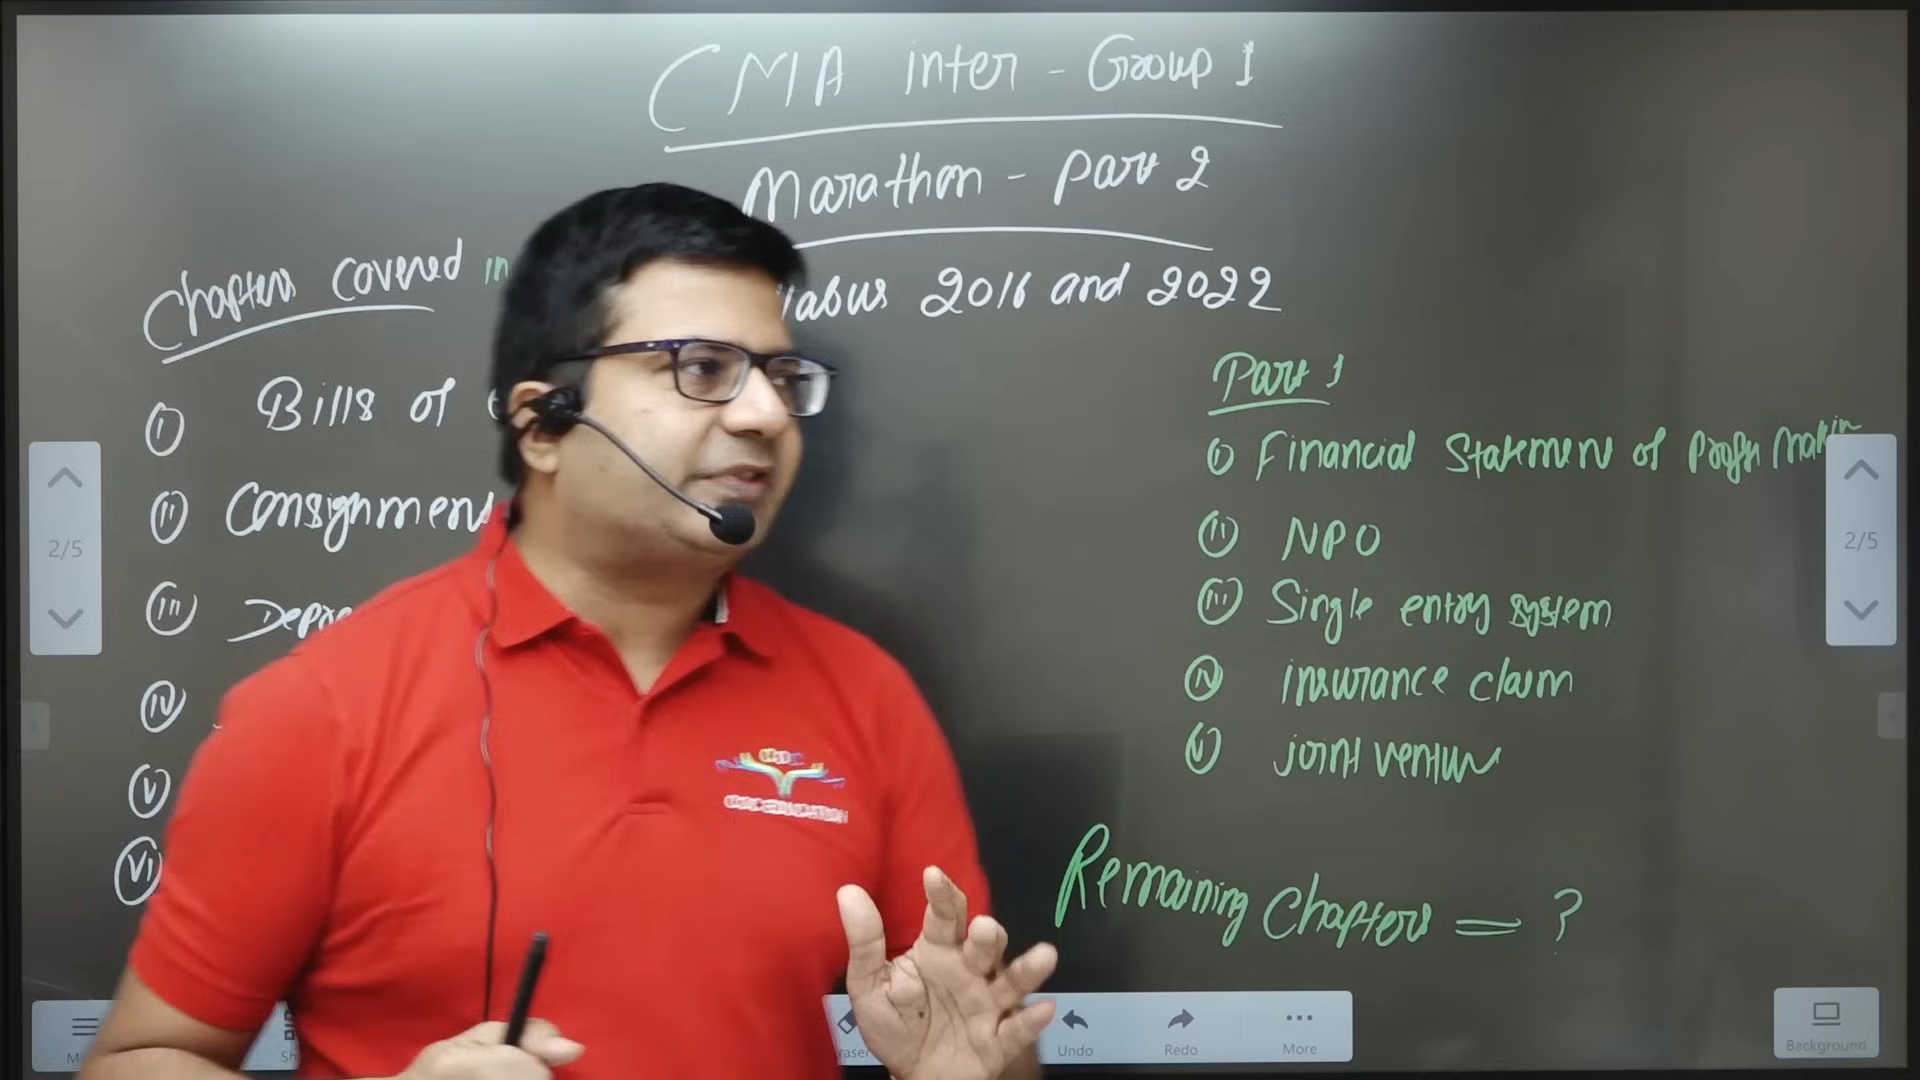 CMA inter - Group 1
Marathon - Part 2
Chapters covered in
llabus 2016 and 2022
I Bills of
II Consignment
III Depre
IV
V
VI
Part 1
I Financial Statement of Profit Makin
II NPO
III Single entry system
IV insurance claim
V joint venture
Remaining Chapters = ?
2/5
2/5
Undo
Redo
More
Background